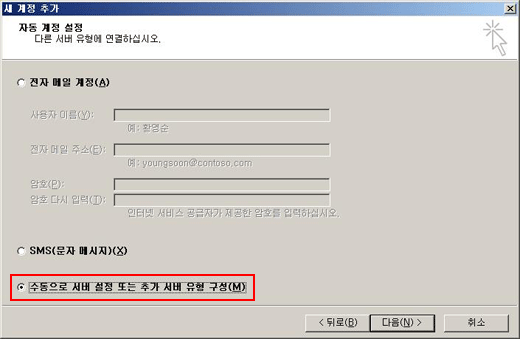 새 계정 추가
자동 계정 설정
다른 서버 유형에 연결하십시오.
전자 메일 계정(A)
사용자 이름(Y):
예: 황영순
전자 메일 주소(E):
예: youngsoon@contoso.com
암호(P):
암호 다시 입력(T):
인터넷 서비스 공급자가 제공한 암호를 입력하십시오.
SMS(문자 메시지)(X)
수동으로 서버 설정 또는 추가 서버 유형 구성(M)
< 뒤로(B) 다음(N) > 취소